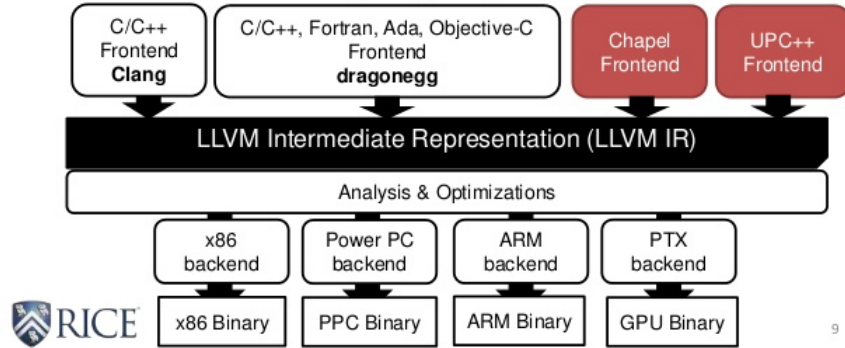 C/C++
Frontend
Clang
C/C++, Fortran, Ada, Objective-C
Frontend
dragonegg
Chapel
Frontend
UPC++
Frontend
LLVM Intermediate Representation (LLVM IR)
Analysis & Optimizations
x86
backend
Power PC
backend
ARM
backend
PTX
backend
x86 Binary
PPC Binary
ARM Binary
GPU Binary
RICE
9